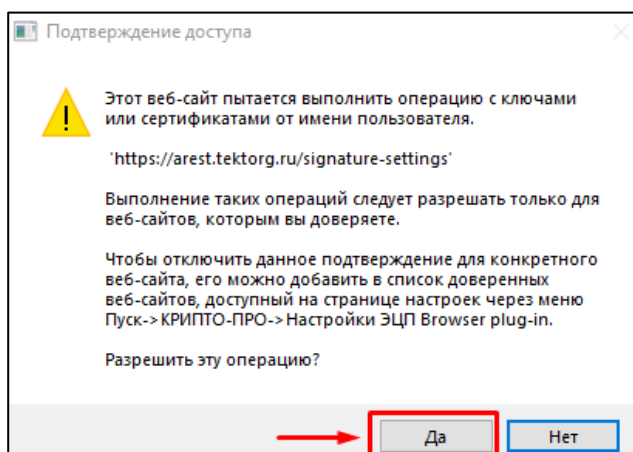 Подтверждение доступа
Этот веб-сайт пытается выполнить операцию с ключами
или сертификатами от имени пользователя.
'https://arest.tektorg.ru/signature-settings'
Выполнение таких операций следует разрешать только для
веб-сайтов, которым вы доверяете.
Чтобы отключить данное подтверждение для конкретного
веб-сайта, его можно добавить в список доверенных
веб-сайтов, доступный на странице настроек через меню
Пуск->КРИПТО-ПРО->Настройки ЭЦП Browser plug-in.
Разрешить эту операцию?
Да
Нет